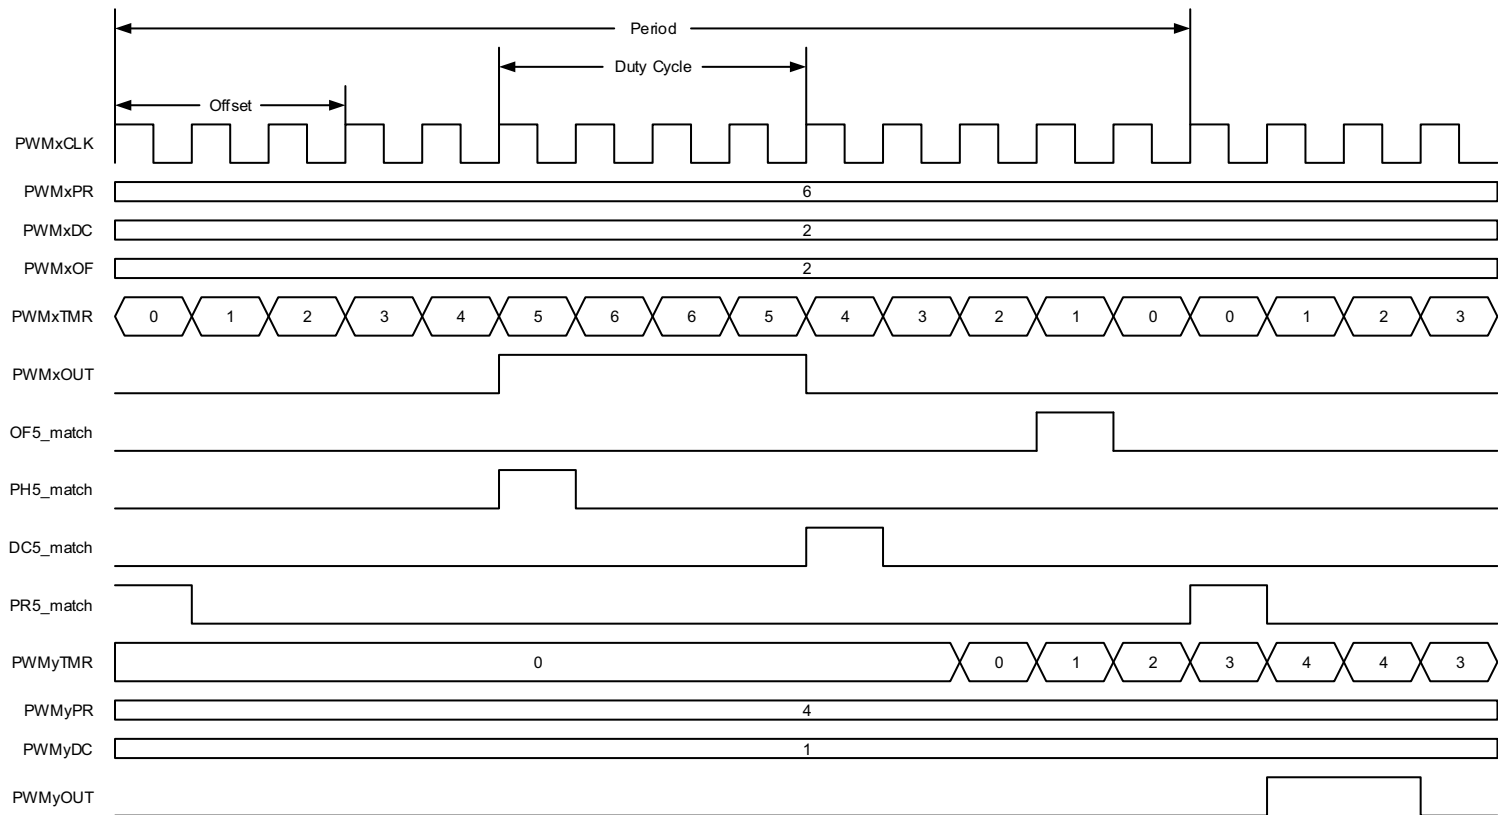 Period
Duty Cycle
Offset
PWMxCLK
PWMxPR 6
PWMxDC 2
PWMxOF 2
PWMxTMR 0 1 2 3 4 5 6 6 5 4 3 2 1 0 0 1 2 3
PWMxOUT
OF5_match
PH5_match
DC5_match
PR5_match
PWMyTMR 0 0 1 2 3 4 4 3
PWMyPR 4
PWMyDC 1
PWMyOUT